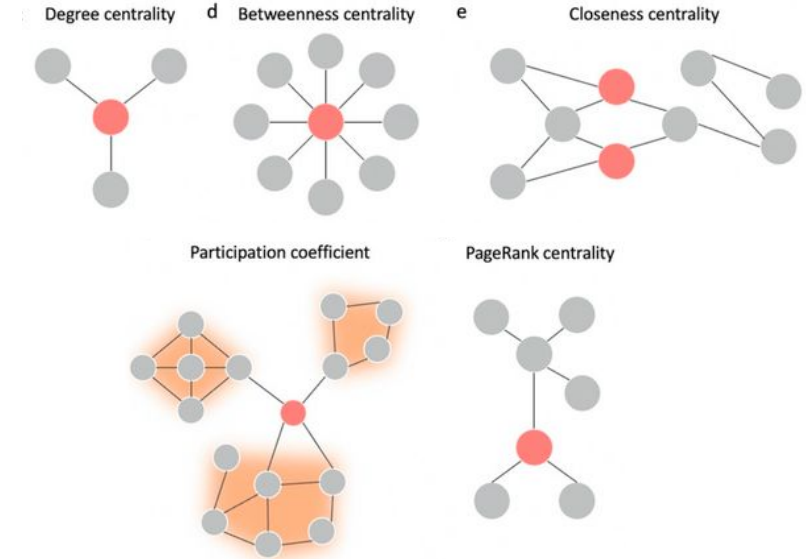 Degree centrality
d Betweenness centrality
e Closeness centrality
Participation coefficient
PageRank centrality